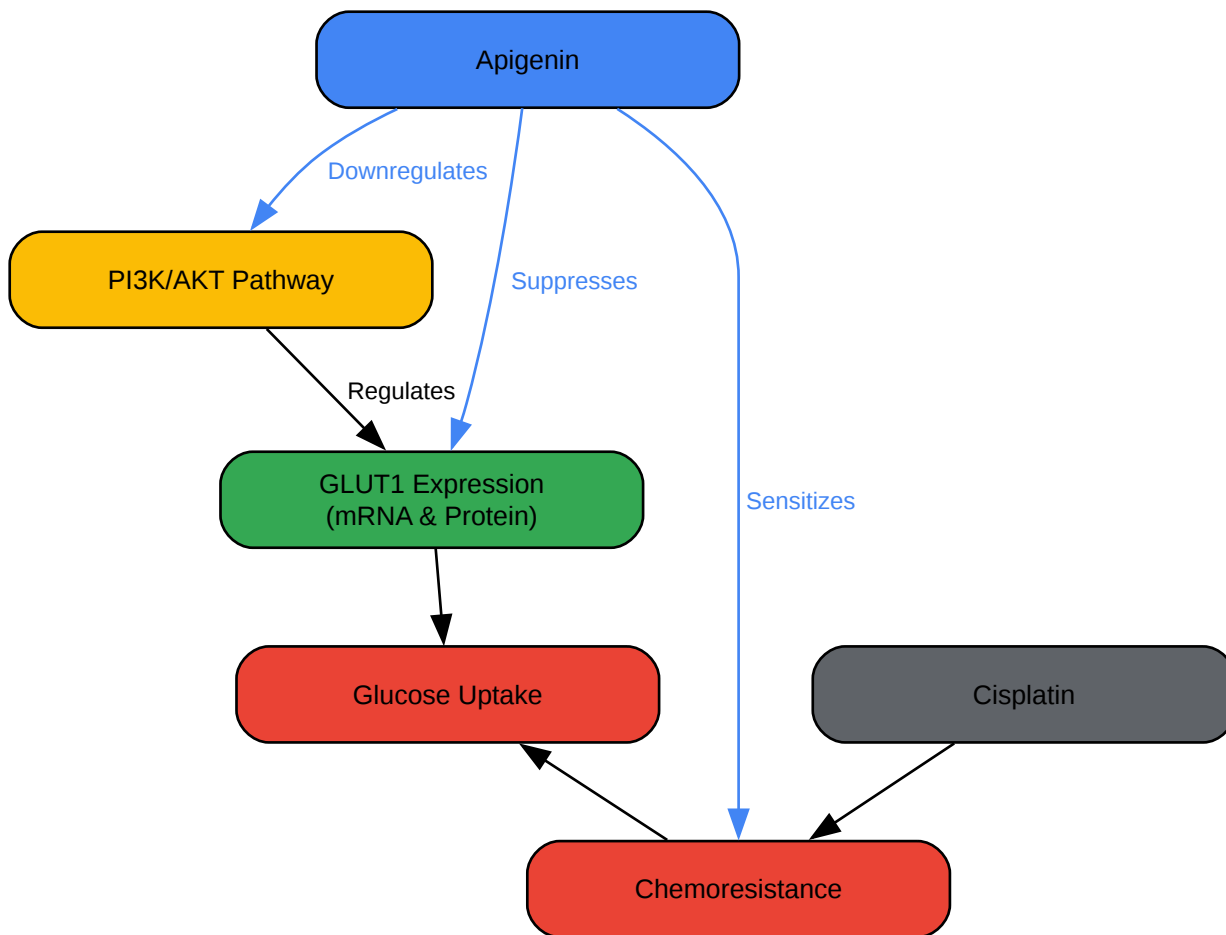 Apigenin
Downregulates
PI3K/AKT Pathway
Suppresses
Regulates
GLUT1 Expression
(mRNA & Protein)
Sensitizes
Glucose Uptake
Cisplatin
Chemoresistance